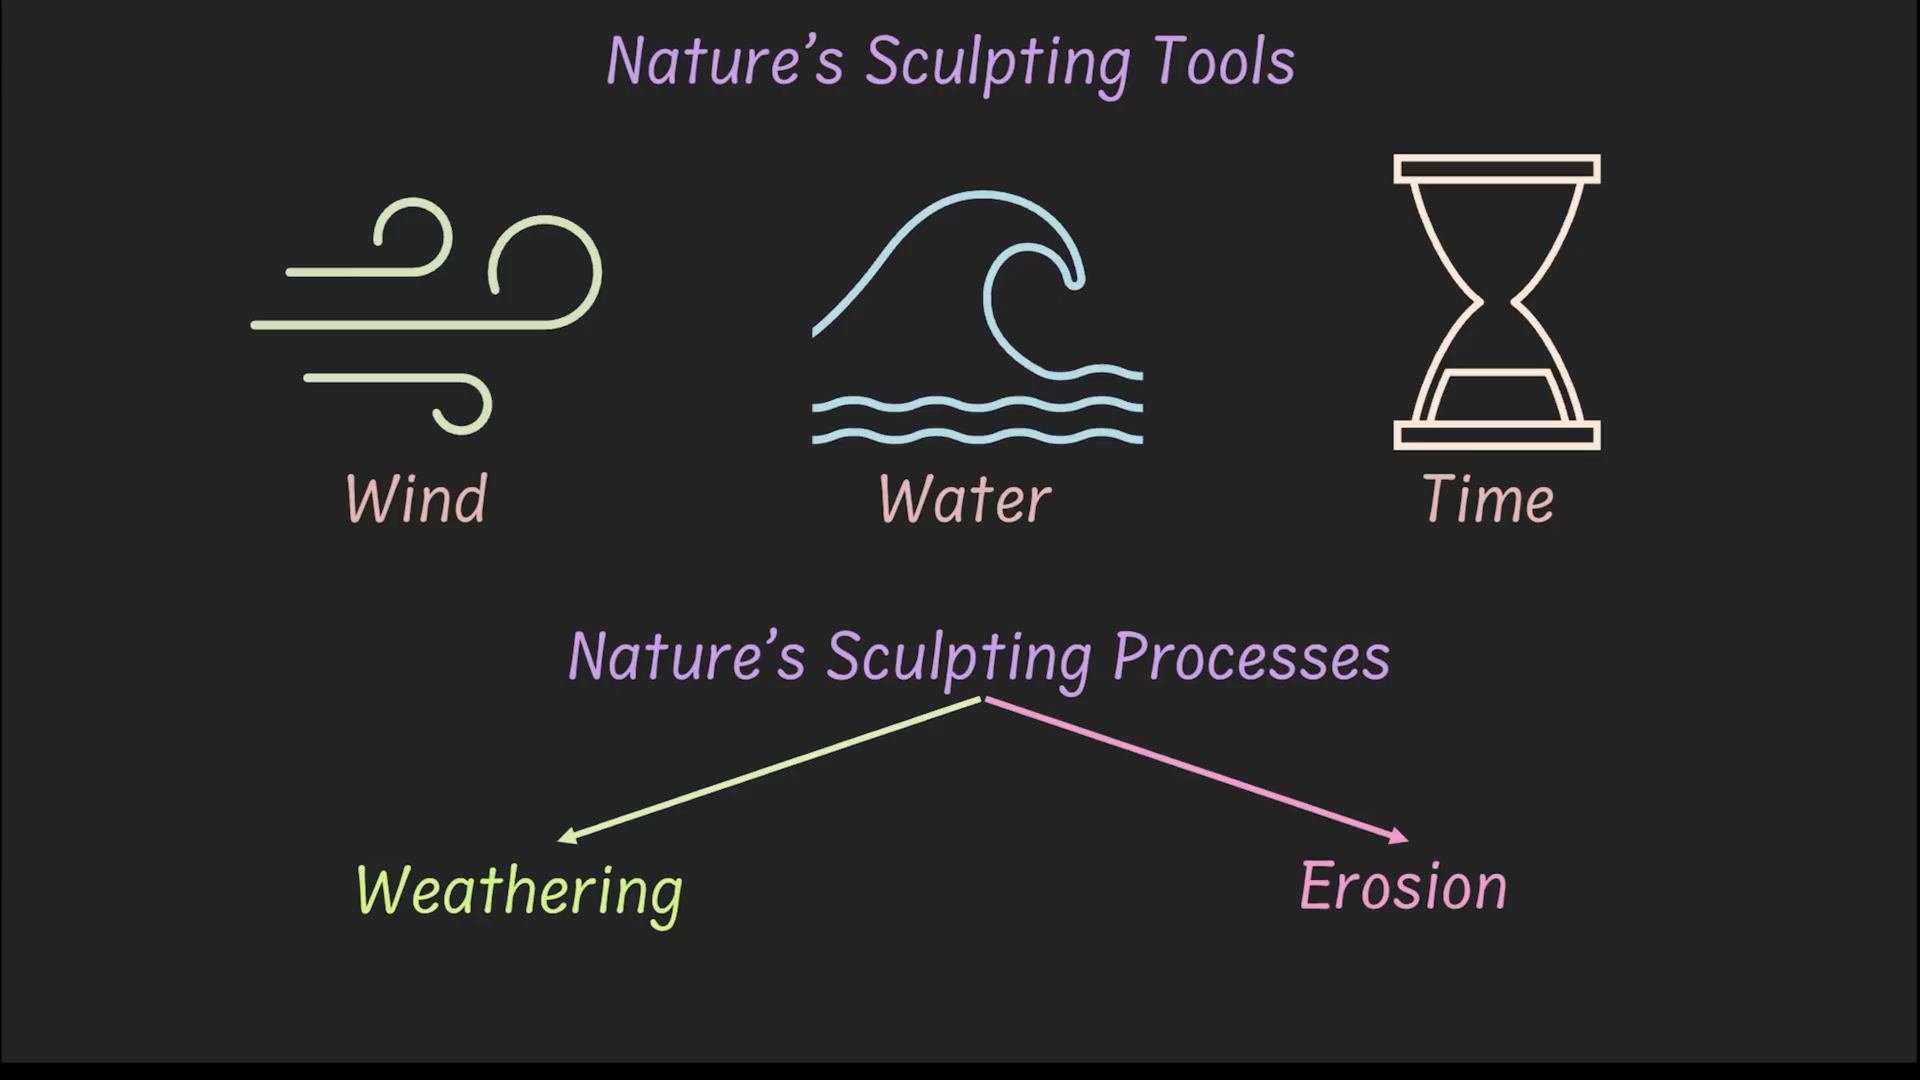 Nature’s Sculpting Tools
Wind
Water
Time
Nature’s Sculpting Processes
Weathering
Erosion